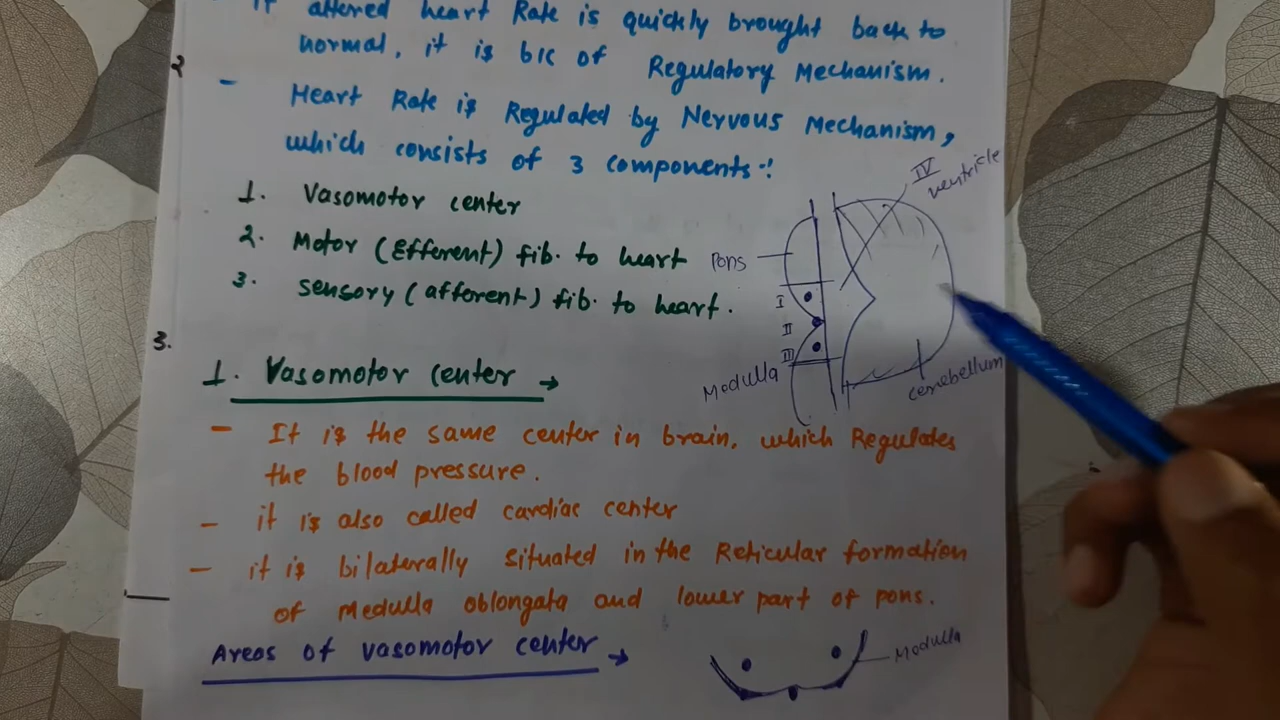 If altered heart Rate is quickly brought back to
normal, it is b/c of Regulatory Mechanism.
2
- Heart Rate is Regulated by Nervous Mechanism,
which consists of 3 components:
1. Vasomotor center
2. Motor (Efferent) fib. to heart
3. sensory (afferent) fib. to heart.
IV
ventricle
Pons
I
II
III
Medulla
cerebellum
3.
1. Vasomotor center →
- It is the same center in brain, which Regulates
the blood pressure.
- it is also called cardiac center
- it is bilaterally situated in the Reticular formation
of Medulla oblongata and lower part of pons.
Areas of vasomotor center →
Medulla